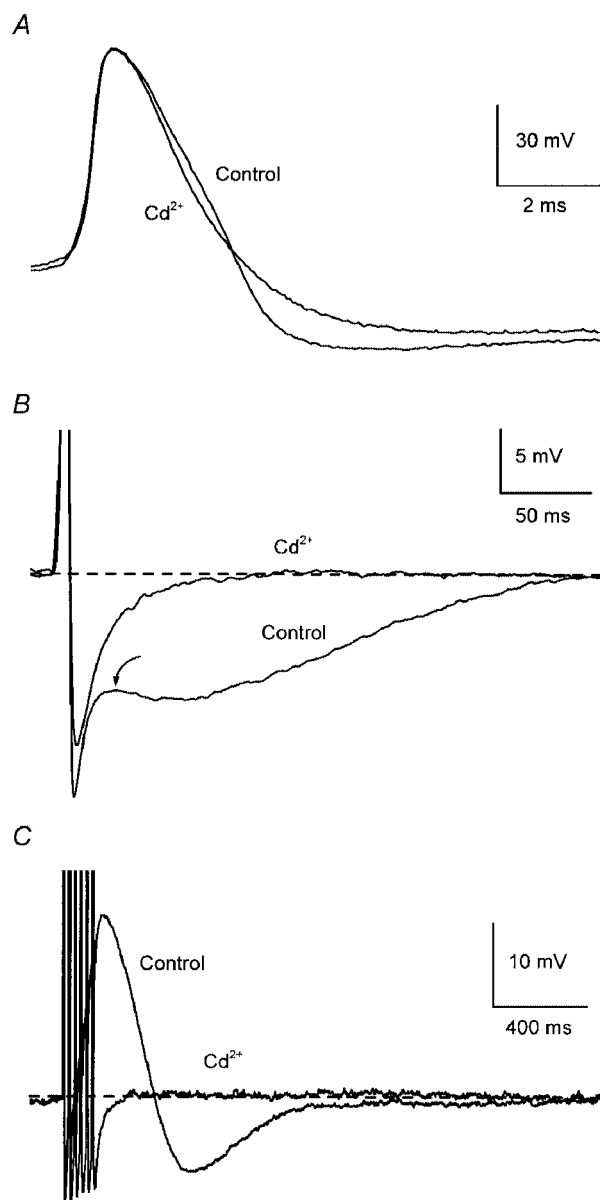 A
Control
Cd²⁺
30 mV
2 ms
B
5 mV
50 ms
Cd²⁺
Control
C
Control
10 mV
400 ms
Cd²⁺